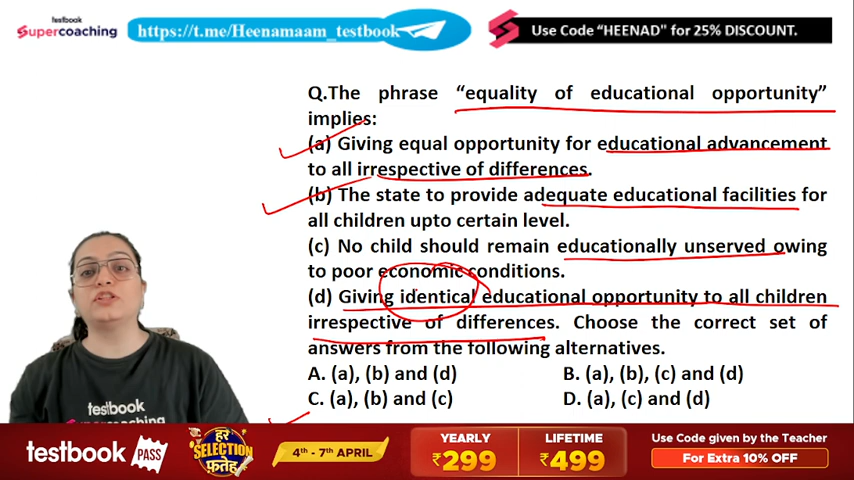 testbook
Supercoaching
https://t.me/Heenamaam_testbook
Use Code "HEENAD" for 25% DISCOUNT.
Q.The phrase “equality of educational opportunity”
implies:
(a) Giving equal opportunity for educational advancement
to all irrespective of differences.
(b) The state to provide adequate educational facilities for
all children upto certain level.
(c) No child should remain educationally unserved owing
to poor economic conditions.
(d) Giving identical educational opportunity to all children
irrespective of differences. Choose the correct set of
answers from the following alternatives.
A. (a), (b) and (d)
B. (a), (b), (c) and (d)
C. (a), (b) and (c)
D. (a), (c) and (d)
testbook
testbook PASS
हर
SELECTION
फ़तेह
4th - 7th APRIL
YEARLY
₹299
LIFETIME
₹499
Use Code given by the Teacher
For Extra 10% OFF